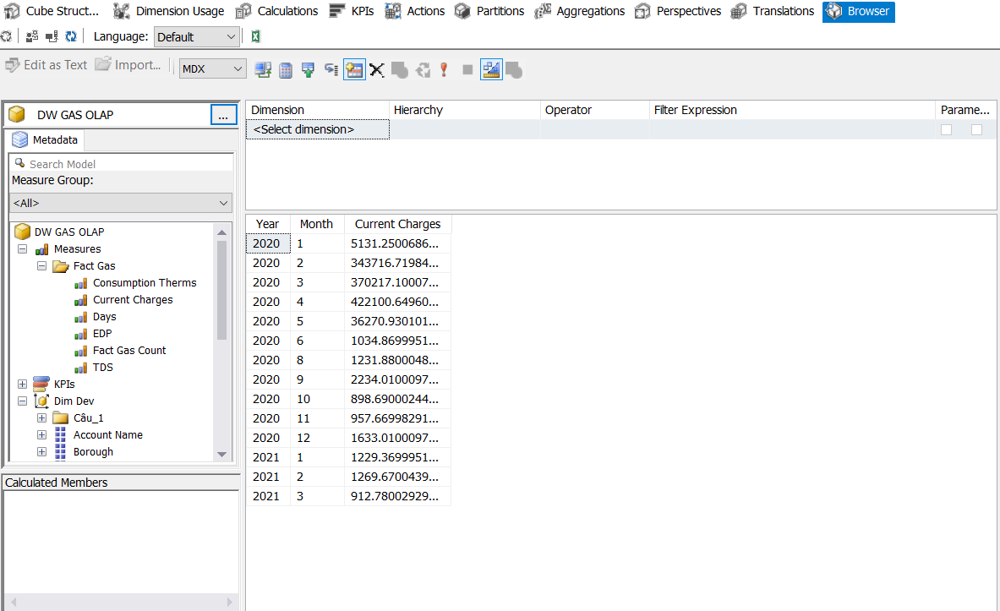 Cube Struct... Dimension Usage Calculations KPIs Actions Partitions Aggregations Perspectives Translations Browser
Language: Default
Edit as Text Import... MDX
DW GAS OLAP ...
Metadata
Search Model
Measure Group:
<All>
DW GAS OLAP
Measures
Fact Gas
Consumption Therms
Current Charges
Days
EDP
Fact Gas Count
TDS
KPIs
Dim Dev
Câu_1
Account Name
Borough
Calculated Members
Dimension Hierarchy Operator Filter Expression Parame...
<Select dimension>
Year Month Current Charges
2020 1 5131.2500686...
2020 2 343716.71984...
2020 3 370217.10007...
2020 4 422100.64960...
2020 5 36270.930101...
2020 6 1034.8699951...
2020 8 1231.8800048...
2020 9 2234.0100097...
2020 10 898.69000244...
2020 11 957.66998291...
2020 12 1633.0100097...
2021 1 1229.3699951...
2021 2 1269.6700439...
2021 3 912.78002929...